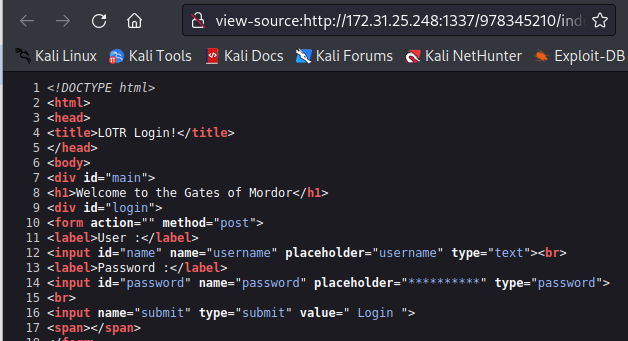 view-source:http://172.31.25.248:1337/978345210/ind
Kali Linux Kali Tools Kali Docs Kali Forums Kali NetHunter Exploit-DB
1 <!DOCTYPE html>
2 <html>
3 <head>
4 <title>LOTR Login!</title>
5 </head>
6 <body>
7 <div id="main">
8 <h1>Welcome to the Gates of Mordor</h1>
9 <div id="login">
10 <form action="" method="post">
11 <label>User :</label>
12 <input id="name" name="username" placeholder="username" type="text"><br>
13 <label>Password :</label>
14 <input id="password" name="password" placeholder="**********" type="password">
15 <br>
16 <input name="submit" type="submit" value=" Login ">
17 <span></span>
18 </form>